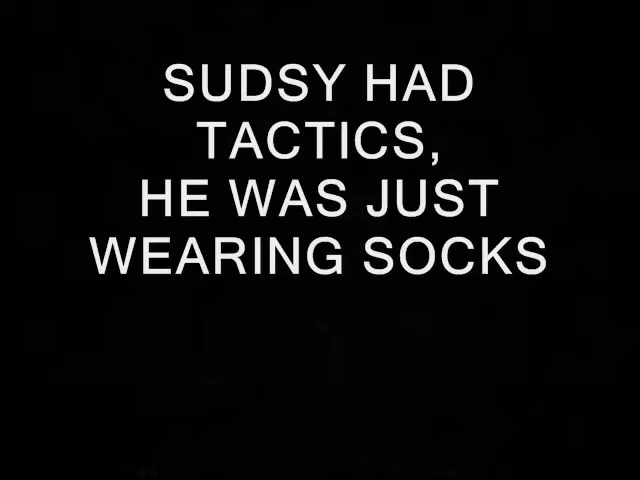 SUDSY HAD
TACTICS,
HE WAS JUST
WEARING SOCKS